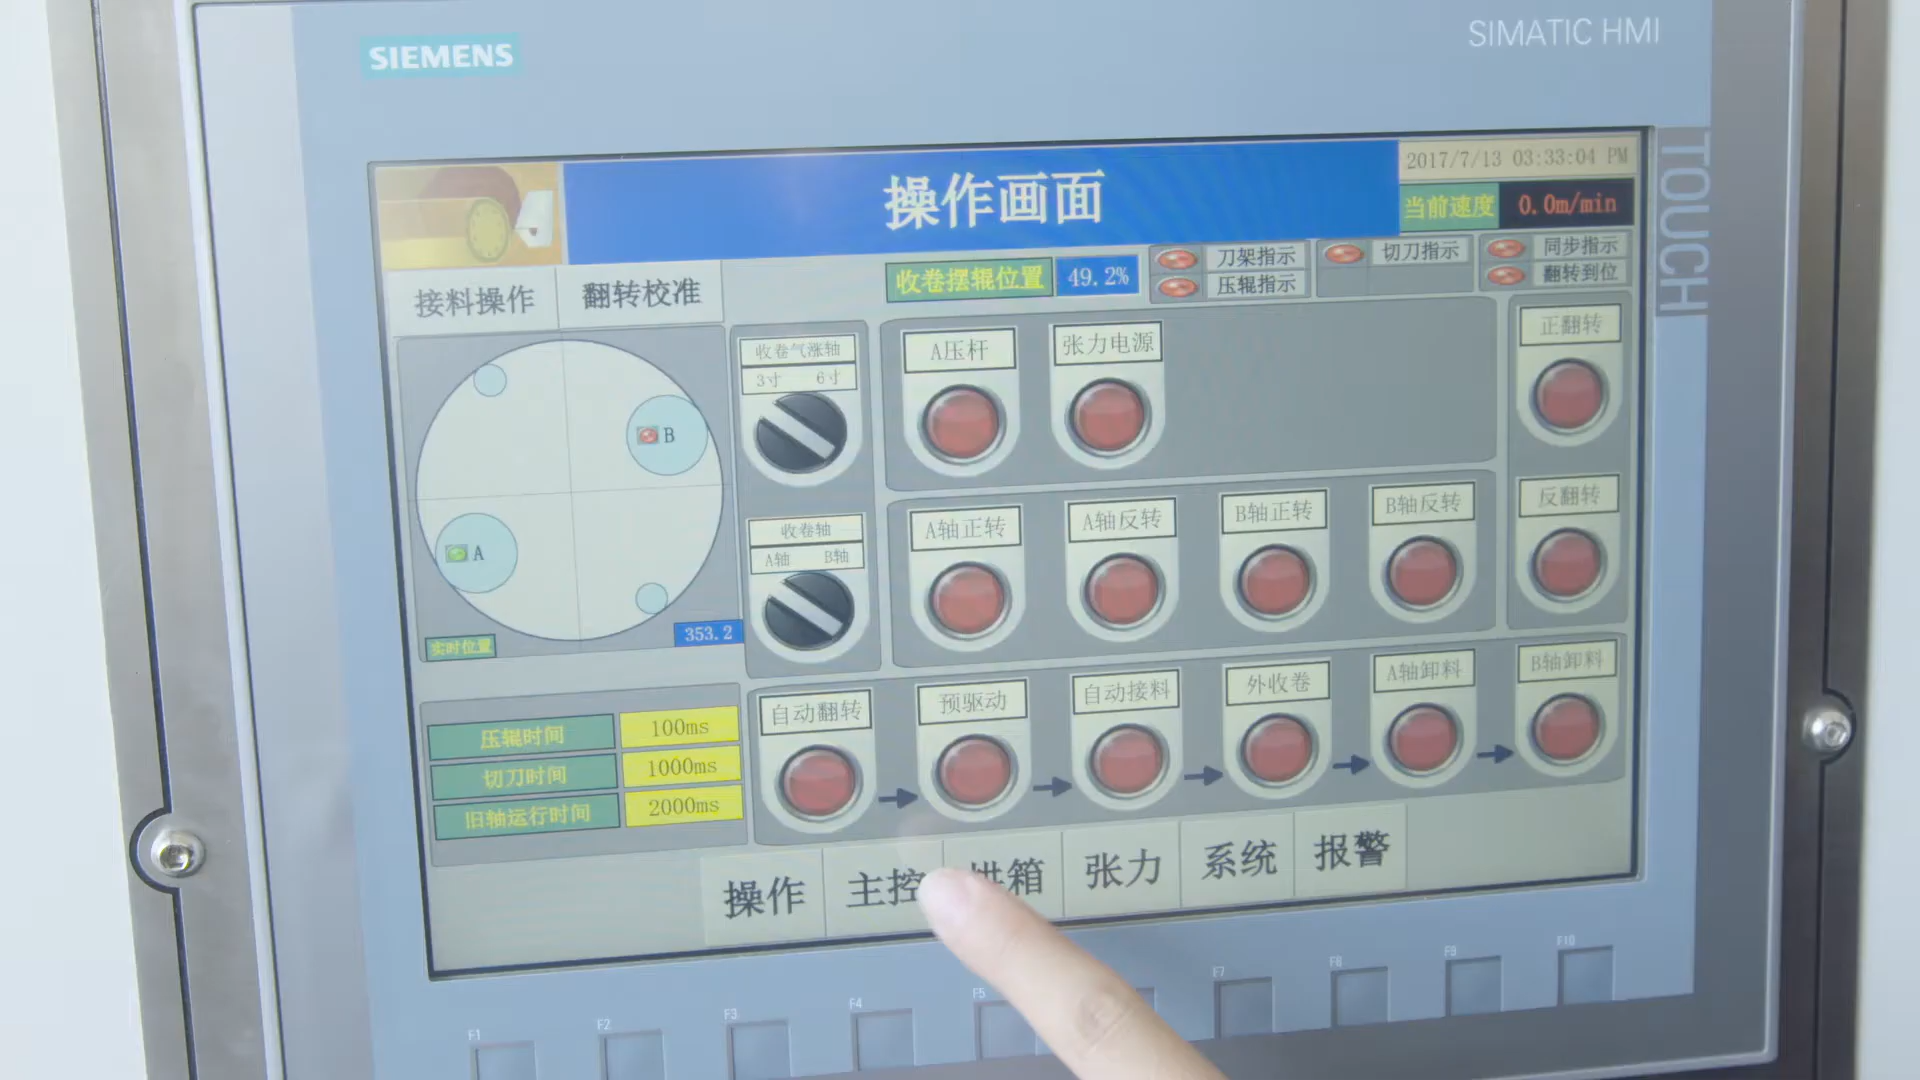 SIEMENS
SIMATIC HMI
TOUCH
操作画面
2017/7/13 03:33:04 PM
当前速度 0.0m/min
接料操作 翻转校准
收卷摆辊位置 49.2%
刀架指示 切刀指示 同步指示
压辊指示 翻转到位
收卷气涨轴
3寸 6寸
A压杆 张力电源 正翻转
B
A
收卷轴
A轴 B轴
A轴正转 A轴反转 B轴正转 B轴反转 反翻转
实时位置 353.2
压辊时间 100ms
切刀时间 1000ms
旧轴运行时间 2000ms
自动翻转 预驱动 自动接料 外收卷 A轴卸料 B轴卸料
操作 主控 烘箱 张力 系统 报警
F1 F2 F3 F4 F5 F7 F8 F9 F10